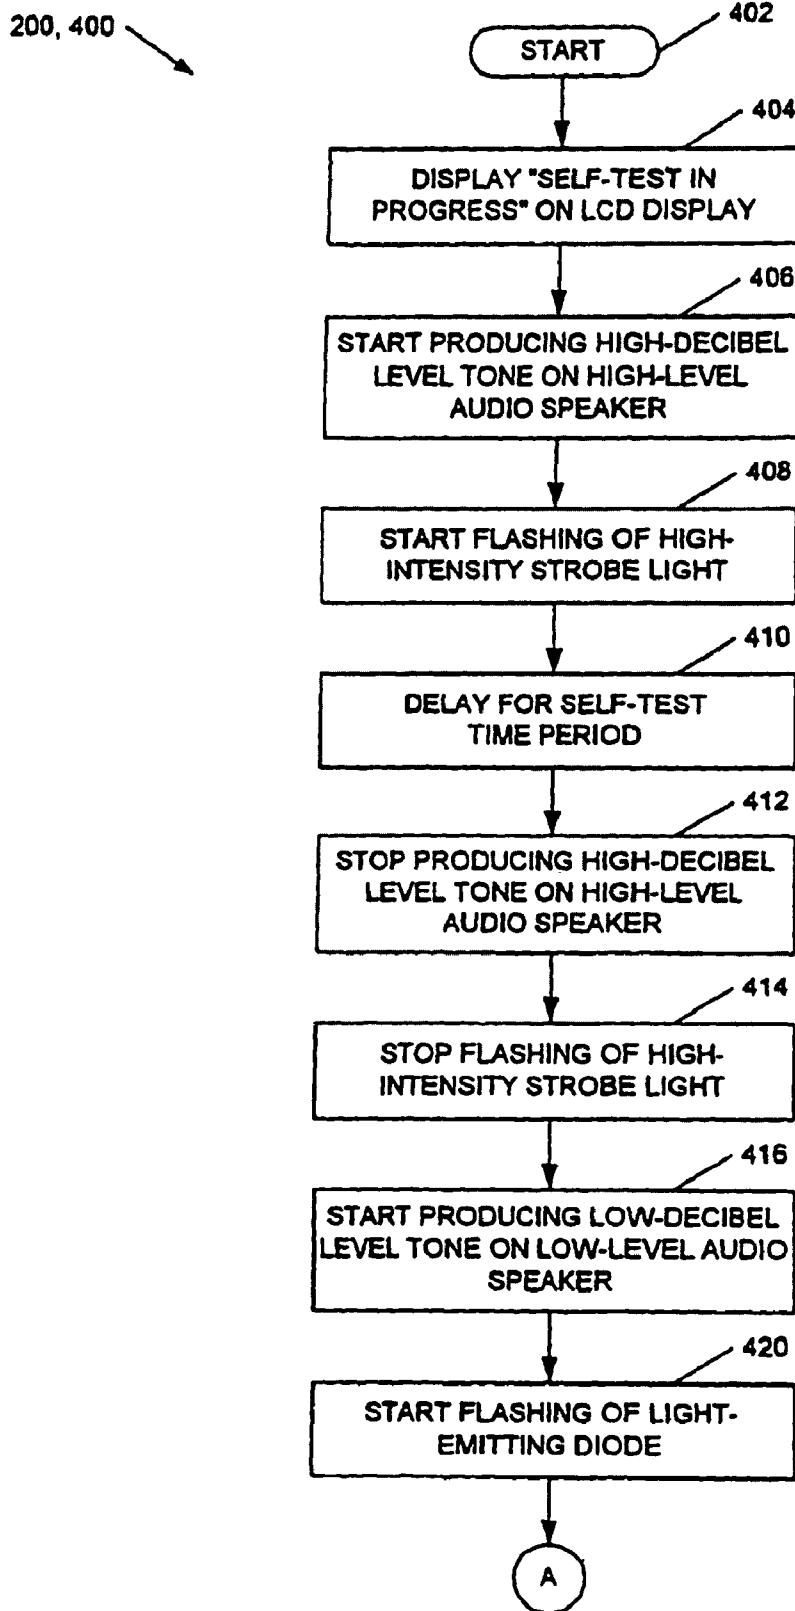 200, 400
402
START
404
DISPLAY "SELF-TEST IN
PROGRESS" ON LCD DISPLAY
406
START PRODUCING HIGH-DECIBEL
LEVEL TONE ON HIGH-LEVEL
AUDIO SPEAKER
408
START FLASHING OF HIGH-
INTENSITY STROBE LIGHT
410
DELAY FOR SELF-TEST
TIME PERIOD
412
STOP PRODUCING HIGH-DECIBEL
LEVEL TONE ON HIGH-LEVEL
AUDIO SPEAKER
414
STOP FLASHING OF HIGH-
INTENSITY STROBE LIGHT
416
START PRODUCING LOW-DECIBEL
LEVEL TONE ON LOW-LEVEL AUDIO
SPEAKER
420
START FLASHING OF LIGHT-
EMITTING DIODE
A